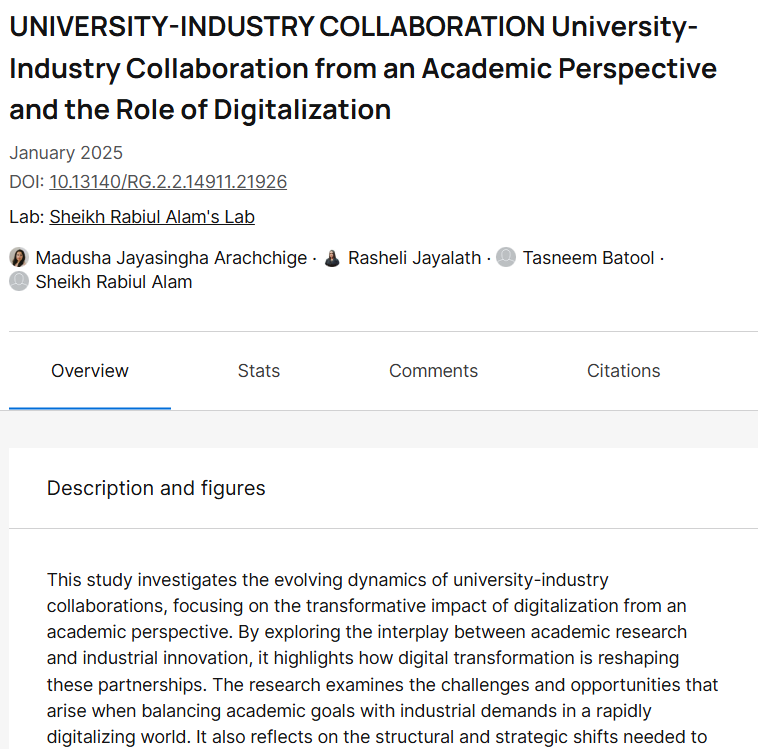 UNIVERSITY-INDUSTRY COLLABORATION University-
Industry Collaboration from an Academic Perspective
and the Role of Digitalization
January 2025
DOI: 10.13140/RG.2.2.14911.21926
Lab: Sheikh Rabiul Alam's Lab
Madusha Jayasingha Arachchige · Rasheli Jayalath · Tasneem Batool ·
Sheikh Rabiul Alam
Overview Stats Comments Citations
Description and figures
This study investigates the evolving dynamics of university-industry
collaborations, focusing on the transformative impact of digitalization from an
academic perspective. By exploring the interplay between academic research
and industrial innovation, it highlights how digital transformation is reshaping
these partnerships. The research examines the challenges and opportunities that
arise when balancing academic goals with industrial demands in a rapidly
digitalizing world. It also reflects on the structural and strategic shifts needed to